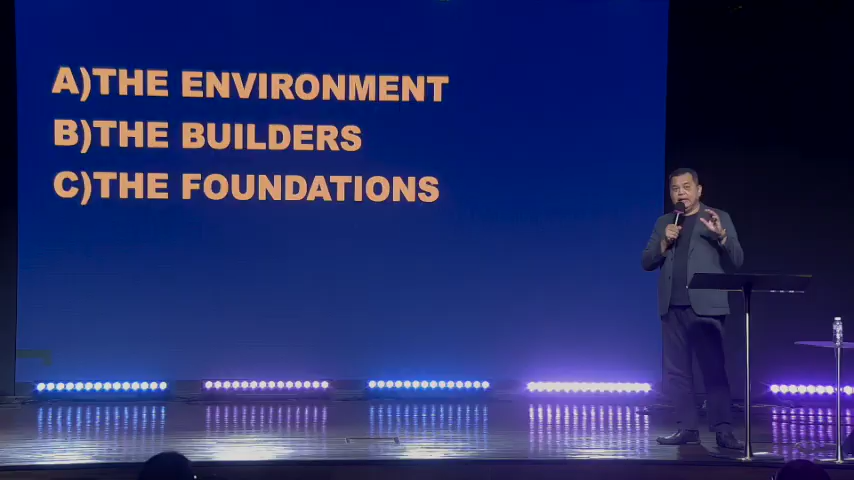 A)THE ENVIRONMENT
B)THE BUILDERS
C)THE FOUNDATIONS